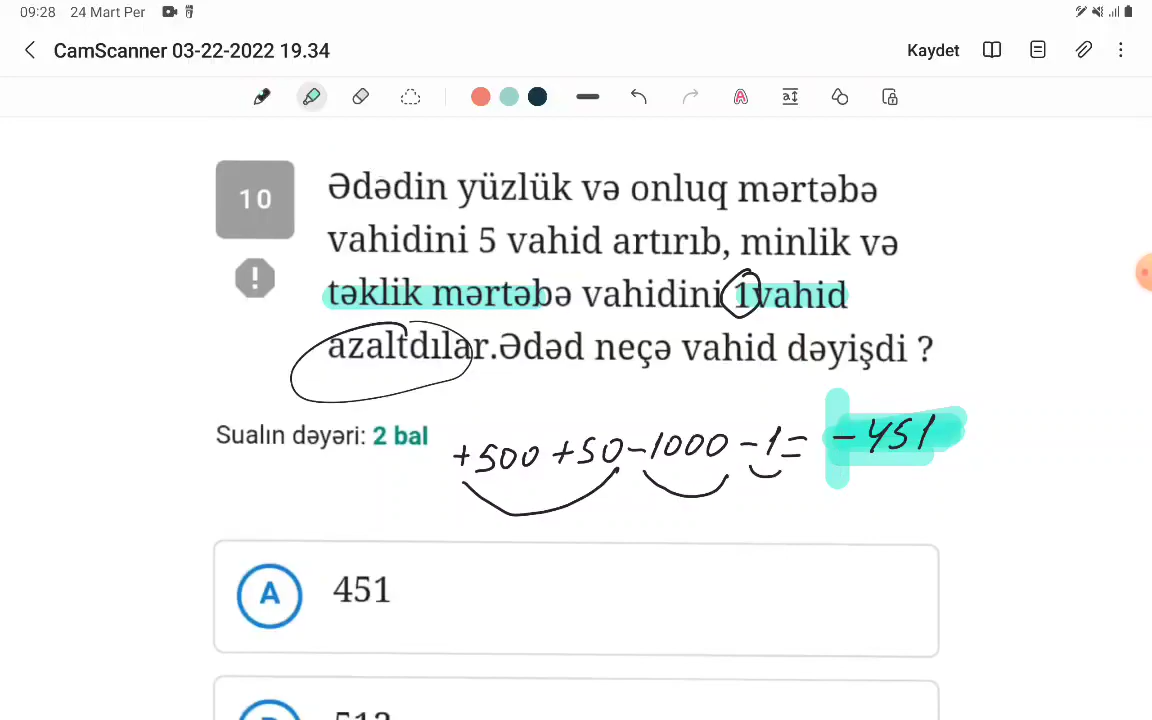 09:28 24 Mart Per
CamScanner 03-22-2022 19.34
Kaydet
10
Ədədin yüzlük və onluq mərtəbə
vahidini 5 vahid artırıb, minlik və
təklik mərtəbə vahidini 1vahid
azaltdılar.Ədəd neçə vahid dəyişdi ?
Sualın dəyəri: 2 bal
+500 +50 -1000 -1 = -451
A 451